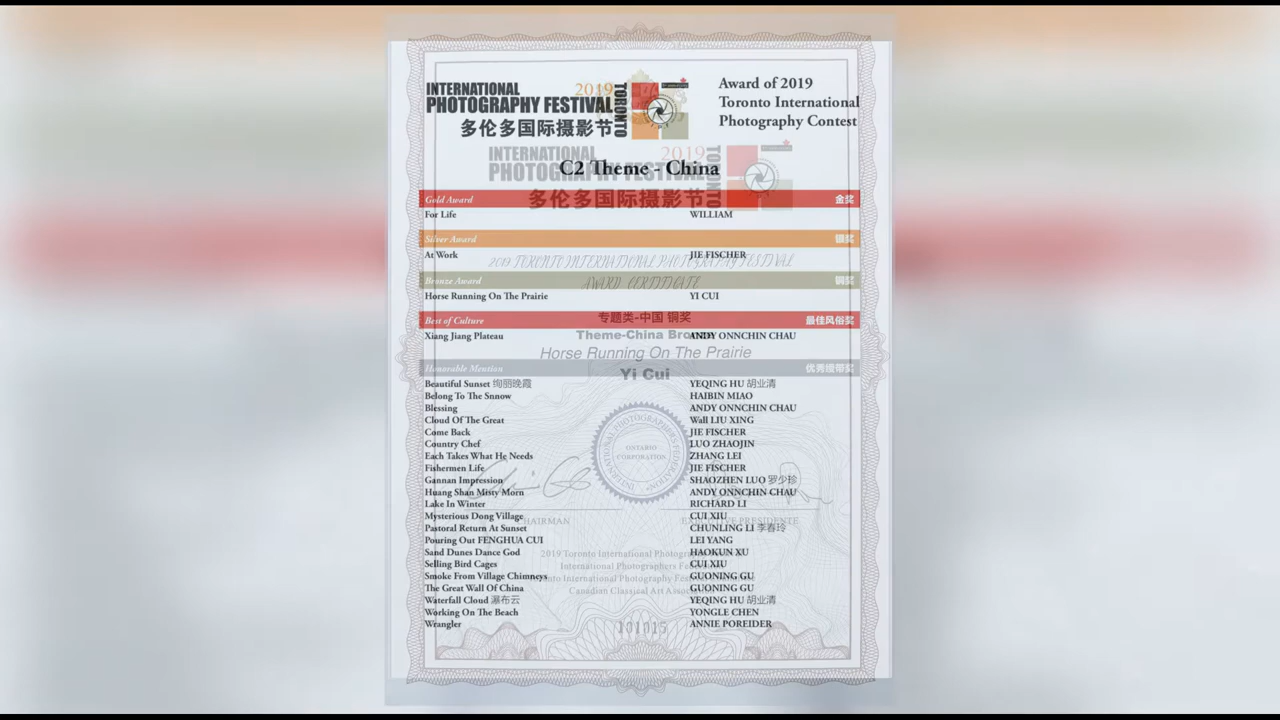 INTERNATIONAL 2019
PHOTOGRAPHY FESTIVAL TORONTO
多伦多国际摄影节
Award of 2019
Toronto International
Photography Contest
INTERNATIONAL 2019
PHOTOGRAPHY FESTIVAL TORONTO
多伦多国际摄影节
C2 Theme - China
Gold Award 金奖
For Life WILLIAM
Silver Award 银奖
At Work JIE FISCHER
2019 TORONTO INTERNATIONAL PHOTOGRAPHY FESTIVAL
Bronze Award 铜奖
AWARD CERTIFICATE
Horse Running On The Prairie YI CUI
专题类-中国 铜奖
Best of Culture 最佳风俗奖
Theme-China
Xiang Jiang Plateau ANDY ONNCHIN CHAU
Horse Running On The Prairie
Honorable Mention 优秀绶带奖
Yi Cui
Beautiful Sunset 绚丽晚霞 YEQING HU 胡业清
Belong To The Snnow HAIBIN MIAO
Blessing ANDY ONNCHIN CHAU
Cloud Of The Great Wall LIU XING
Come Back JIE FISCHER
Country Chef LUO ZHAOJIN
Each Takes What He Needs ZHANG LEI
Fishermen Life JIE FISCHER
Gannan Impression SHAOZHEN LUO 罗少珍
Huang Shan Misty Morn ANDY ONNCHIN CHAU
Lake In Winter RICHARD LI
Mysterious Dong Village CUI XIU
Pastoral Return At Sunset CHUNLING LI 李春玲
Pouring Out FENGHUA CUI LEI YANG
Sand Dunes Dance God HAOKUN XU
Selling Bird Cages CUI XIU
Smoke From Village Chimneys GUONING GU
The Great Wall Of China GUONING GU
Waterfall Cloud 瀑布云 YEQING HU 胡业清
Working On The Beach YONGLE CHEN
Wrangler ANNIE POREIDER
INTERNATIONAL PHOTOGRAPHERS FEDERATION
ONTARIO
CORPORATION
CHAIRMAN
EXECUTIVE PRESIDENTE
2019 Toronto International Photography
International Photographers
Toronto International Photography
Canadian Classical Art
101015